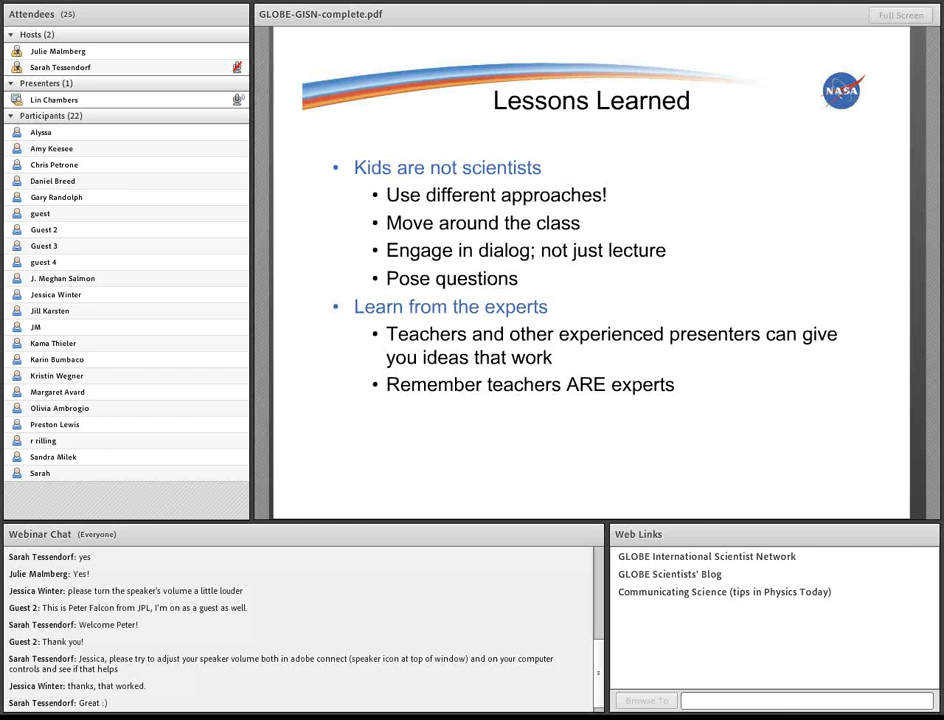 Attendees (25)
Hosts (2)
Julie Malmberg
Sarah Tessendorf
Presenters (1)
Lin Chambers
Participants (22)
Alyssa
Amy Keesee
Chris Petrone
Daniel Breed
Gary Randolph
guest
Guest 2
Guest 3
guest 4
J. Meghan Salmon
Jessica Winter
Jill Karsten
JM
Kama Thieler
Karin Bumbaco
Kristin Wegner
Margaret Avard
Olivia Ambrogio
Preston Lewis
r rilling
Sandra Milek
Sarah
GLOBE-GISN-complete.pdf
Full Screen
NASA
Lessons Learned
• Kids are not scientists
• Use different approaches!
• Move around the class
• Engage in dialog; not just lecture
• Pose questions
• Learn from the experts
• Teachers and other experienced presenters can give
you ideas that work
• Remember teachers ARE experts
Webinar Chat (Everyone)
Sarah Tessendorf: yes
Julie Malmberg: Yes!
Jessica Winter: please turn the speaker's volume a little louder
Guest 2: This is Peter Falcon from JPL, I'm on as a guest as well.
Sarah Tessendorf: Welcome Peter!
Guest 2: Thank you!
Sarah Tessendorf: Jessica, please try to adjust your speaker volume both in adobe connect (speaker icon at top of window) and on your computer
controls and see if that helps
Jessica Winter: thanks, that worked.
Sarah Tessendorf: Great :)
Web Links
GLOBE International Scientist Network
GLOBE Scientists' Blog
Communicating Science (tips in Physics Today)
Browse To